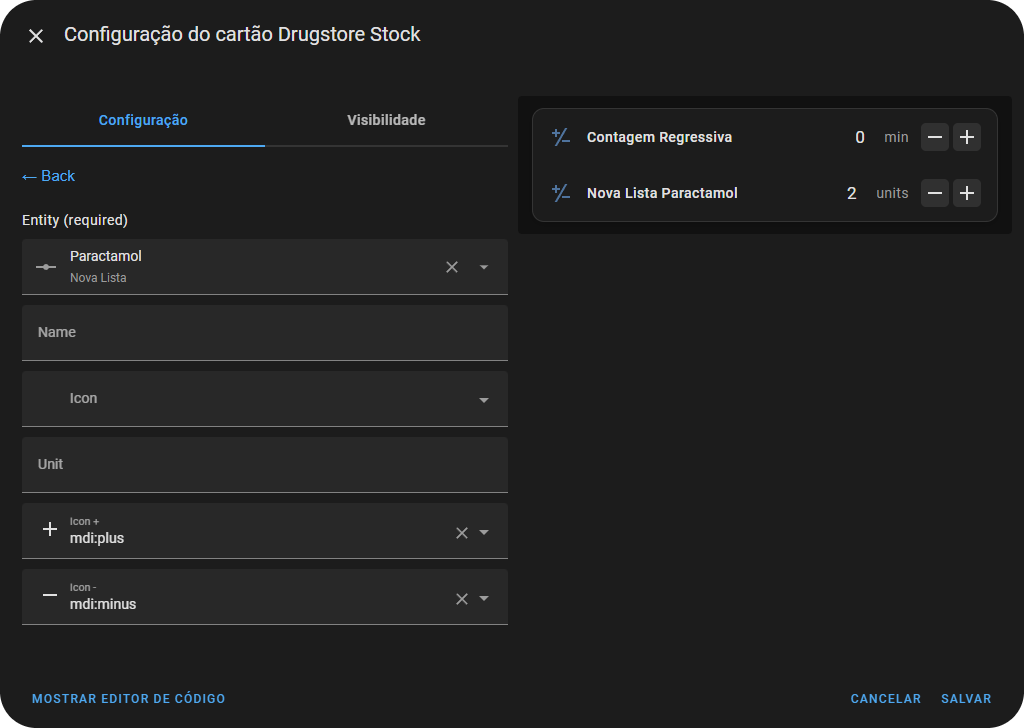 Configuração do cartão Drugstore Stock
Configuração
Visibilidade
← Back
Entity (required)
Paractamol
Nova Lista
Name
Icon
Unit
Icon +
mdi:plus
Icon -
mdi:minus
Contagem Regressiva 0 min
Nova Lista Paractamol 2 units
MOSTRAR EDITOR DE CÓDIGO
CANCELAR
SALVAR